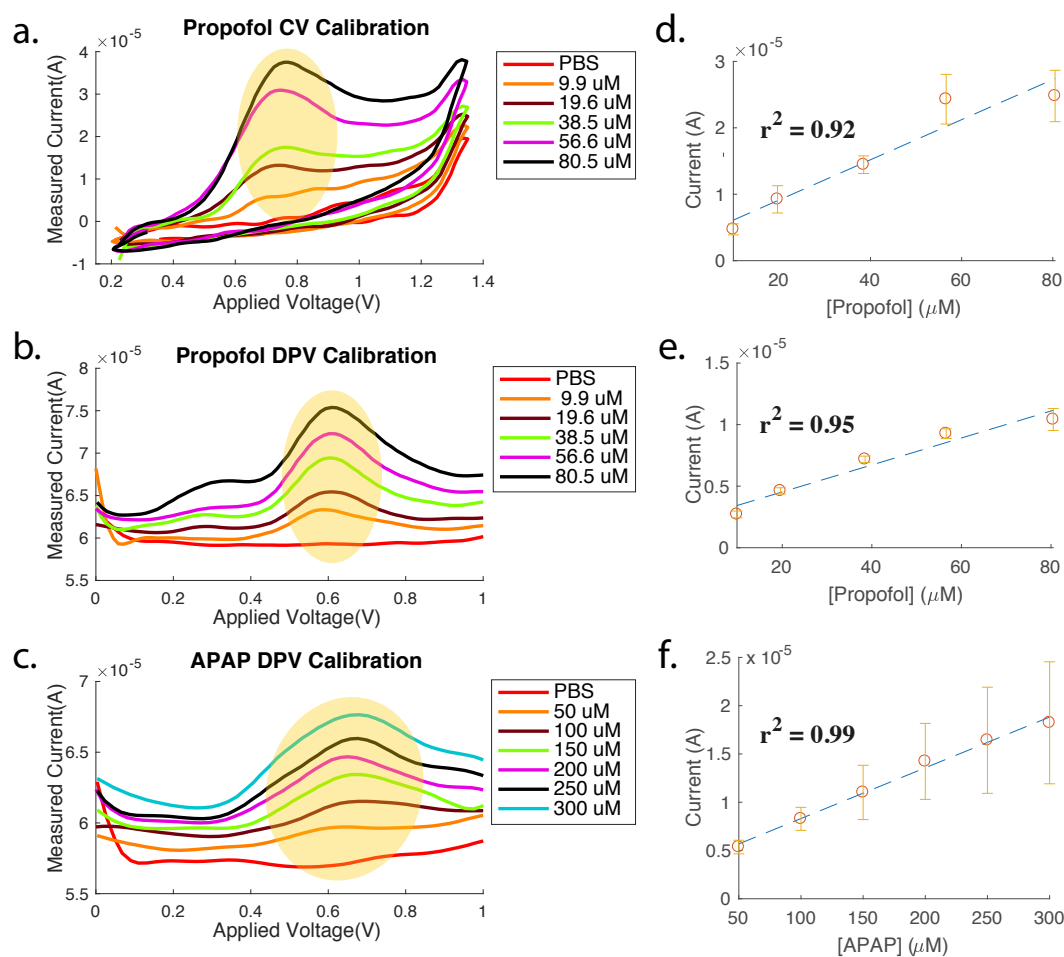 a.
Propofol CV Calibration
×10⁻⁵
4
3
2
1
0
-1
Measured Current(A)
0.2 0.4 0.6 0.8 1 1.2 1.4
Applied Voltage(V)
PBS
9.9 uM
19.6 uM
38.5 uM
56.6 uM
80.5 uM
d.
×10⁻⁵
3
2
1
0
Current (A)
r² = 0.92
20 40 60 80
[Propofol] (μM)
b.
Propofol DPV Calibration
×10⁻⁵
8
7.5
7
6.5
6
5.5
Measured Current(A)
0 0.2 0.4 0.6 0.8 1
Applied Voltage(V)
PBS
9.9 uM
19.6 uM
38.5 uM
56.6 uM
80.5 uM
e.
×10⁻⁵
1.5
1
0.5
0
Current (A)
r² = 0.95
20 40 60 80
[Propofol] (μM)
c.
APAP DPV Calibration
×10⁻⁵
7
6.5
6
5.5
Measured Current(A)
0 0.2 0.4 0.6 0.8 1
Applied Voltage(V)
PBS
50 uM
100 uM
150 uM
200 uM
250 uM
300 uM
f.
x 10⁻⁵
2.5
2
1.5
1
0.5
0
Current (A)
r² = 0.99
50 100 150 200 250 300
[APAP] (μM)